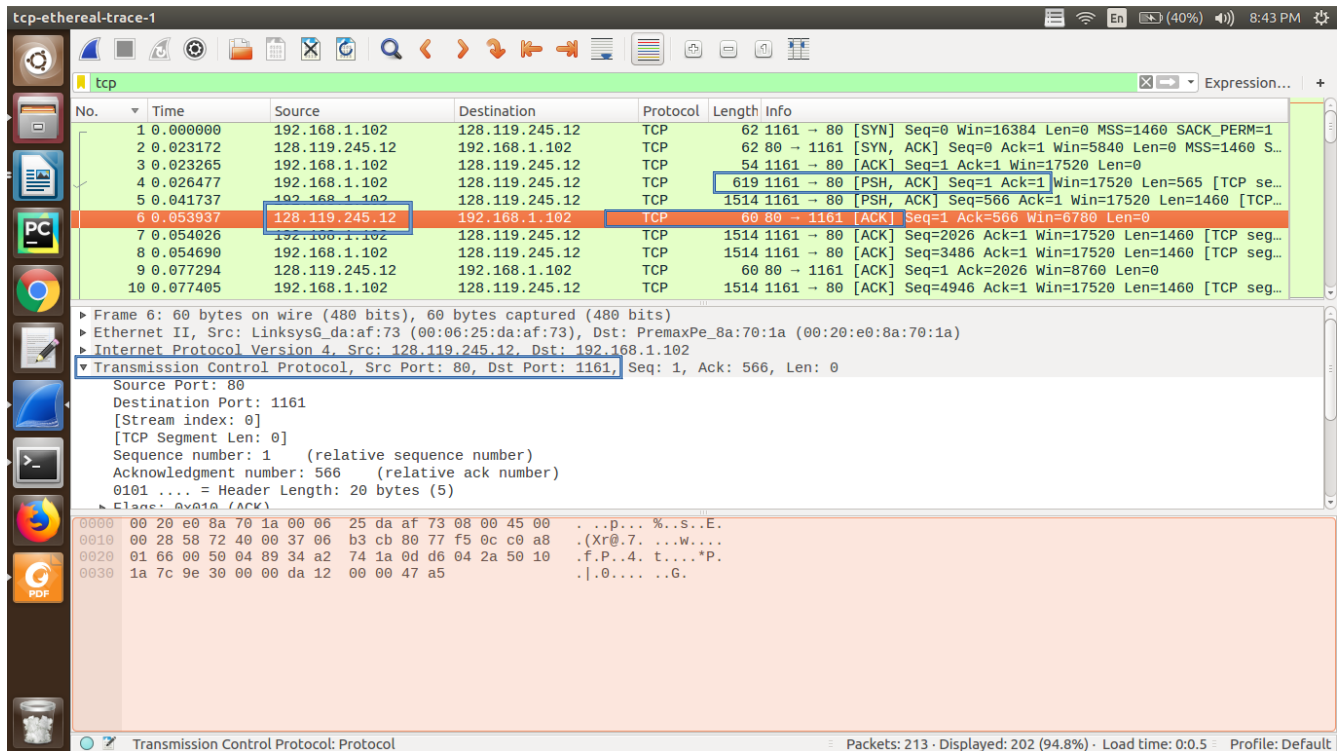 tcp-ethereal-trace-1 En (40%) 8:43 PM
tcp Expression... +
No. Time Source Destination Protocol Length Info
1 0.000000 192.168.1.102 128.119.245.12 TCP 62 1161 → 80 [SYN] Seq=0 Win=16384 Len=0 MSS=1460 SACK_PERM=1
2 0.023172 128.119.245.12 192.168.1.102 TCP 62 80 → 1161 [SYN, ACK] Seq=0 Ack=1 Win=5840 Len=0 MSS=1460 S…
3 0.023265 192.168.1.102 128.119.245.12 TCP 54 1161 → 80 [ACK] Seq=1 Ack=1 Win=17520 Len=0
4 0.026477 192.168.1.102 128.119.245.12 TCP 619 1161 → 80 [PSH, ACK] Seq=1 Ack=1 Win=17520 Len=565 [TCP se…
5 0.041737 192.168.1.102 128.119.245.12 TCP 1514 1161 → 80 [PSH, ACK] Seq=566 Ack=1 Win=17520 Len=1460 [TCP…
6 0.053937 128.119.245.12 192.168.1.102 TCP 60 80 → 1161 [ACK] Seq=1 Ack=566 Win=6780 Len=0
7 0.054026 192.168.1.102 128.119.245.12 TCP 1514 1161 → 80 [ACK] Seq=2026 Ack=1 Win=17520 Len=1460 [TCP seg…
8 0.054690 192.168.1.102 128.119.245.12 TCP 1514 1161 → 80 [ACK] Seq=3486 Ack=1 Win=17520 Len=1460 [TCP seg…
9 0.077294 128.119.245.12 192.168.1.102 TCP 60 80 → 1161 [ACK] Seq=1 Ack=2026 Win=8760 Len=0
10 0.077405 192.168.1.102 128.119.245.12 TCP 1514 1161 → 80 [ACK] Seq=4946 Ack=1 Win=17520 Len=1460 [TCP seg…
Frame 6: 60 bytes on wire (480 bits), 60 bytes captured (480 bits)
Ethernet II, Src: LinksysG_da:af:73 (00:06:25:da:af:73), Dst: PremaxPe_8a:70:1a (00:20:e0:8a:70:1a)
Internet Protocol Version 4, Src: 128.119.245.12, Dst: 192.168.1.102
Transmission Control Protocol, Src Port: 80, Dst Port: 1161, Seq: 1, Ack: 566, Len: 0
Source Port: 80
Destination Port: 1161
[Stream index: 0]
[TCP Segment Len: 0]
Sequence number: 1 (relative sequence number)
Acknowledgment number: 566 (relative ack number)
0101 .... = Header Length: 20 bytes (5)
Flags: 0x010 (ACK)
0000 00 20 e0 8a 70 1a 00 06 25 da af 73 08 00 45 00 . ..p... %..s..E.
0010 00 28 58 72 40 00 37 06 b3 cb 80 77 f5 0c c0 a8 .(Xr@.7. ...w....
0020 01 66 00 50 04 89 34 a2 74 1a 0d d6 04 2a 50 10 .f.P..4. t....*P.
0030 1a 7c 9e 30 00 00 da 12 00 00 47 a5 .|.0.... ..G.
PC
PDF
Transmission Control Protocol: Protocol Packets: 213 · Displayed: 202 (94.8%) · Load time: 0:0.5 Profile: Default